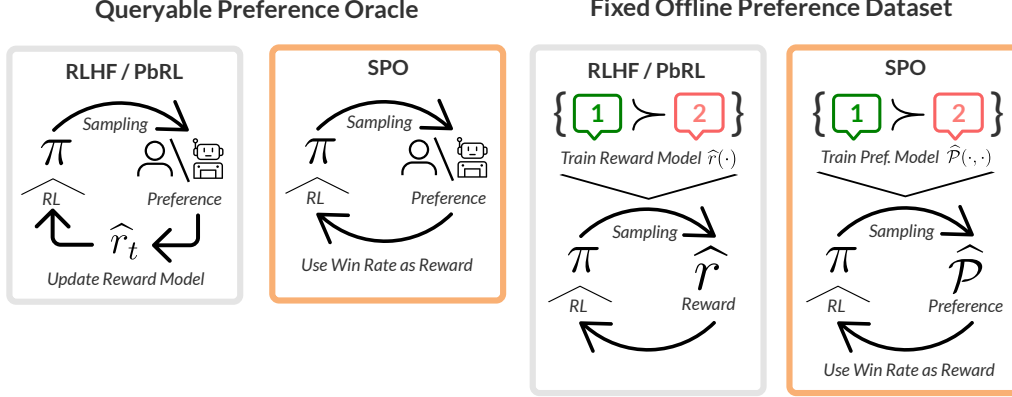 Queryable Preference Oracle
RLHF / PbRL
Sampling
π
RL
Preference
r̂ₜ
Update Reward Model
SPO
Sampling
π
RL
Preference
Use Win Rate as Reward
Fixed Offline Preference Dataset
RLHF / PbRL
{ 1 ≻ 2 }
Train Reward Model r̂(·)
Sampling
π
r̂
RL
Reward
SPO
{ 1 ≻ 2 }
Train Pref. Model 𝒫̂(·,·)
Sampling
π
𝒫̂
RL
Preference
Use Win Rate as Reward